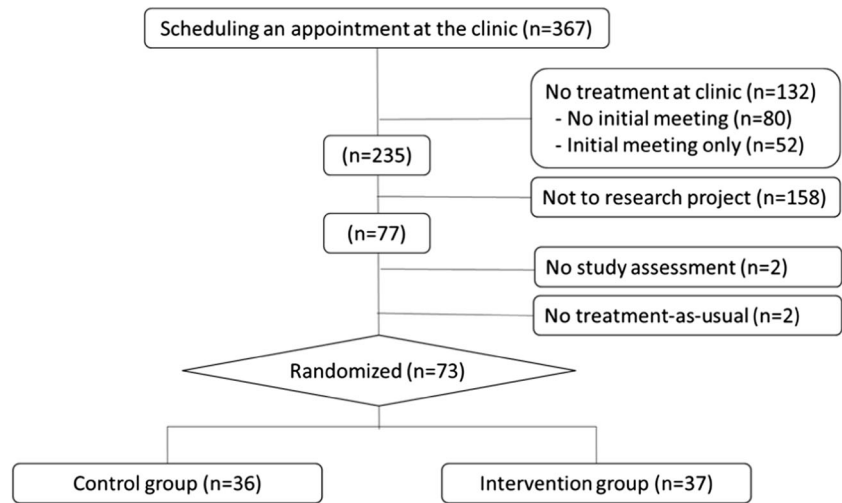 Scheduling an appointment at the clinic (n=367)
No treatment at clinic (n=132)
- No initial meeting (n=80)
- Initial meeting only (n=52)
(n=235)
Not to research project (n=158)
(n=77)
No study assessment (n=2)
No treatment-as-usual (n=2)
Randomized (n=73)
Control group (n=36)
Intervention group (n=37)